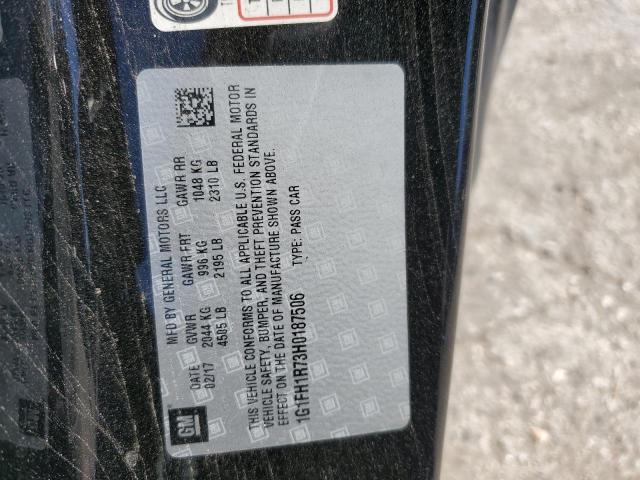 GM
MFD BY GENERAL MOTORS LLC
DATE GVWR GAWR FRT GAWR RR
02/17 2044 KG 936 KG 1048 KG
4505 LB 2195 LB 2310 LB
THIS VEHICLE CONFORMS TO ALL APPLICABLE U.S. FEDERAL MOTOR
VEHICLE SAFETY, BUMPER, AND THEFT PREVENTION STANDARDS IN
EFFECT ON THE DATE OF MANUFACTURE SHOWN ABOVE.
1G1FH1R73H0187506 TYPE: PASS CAR